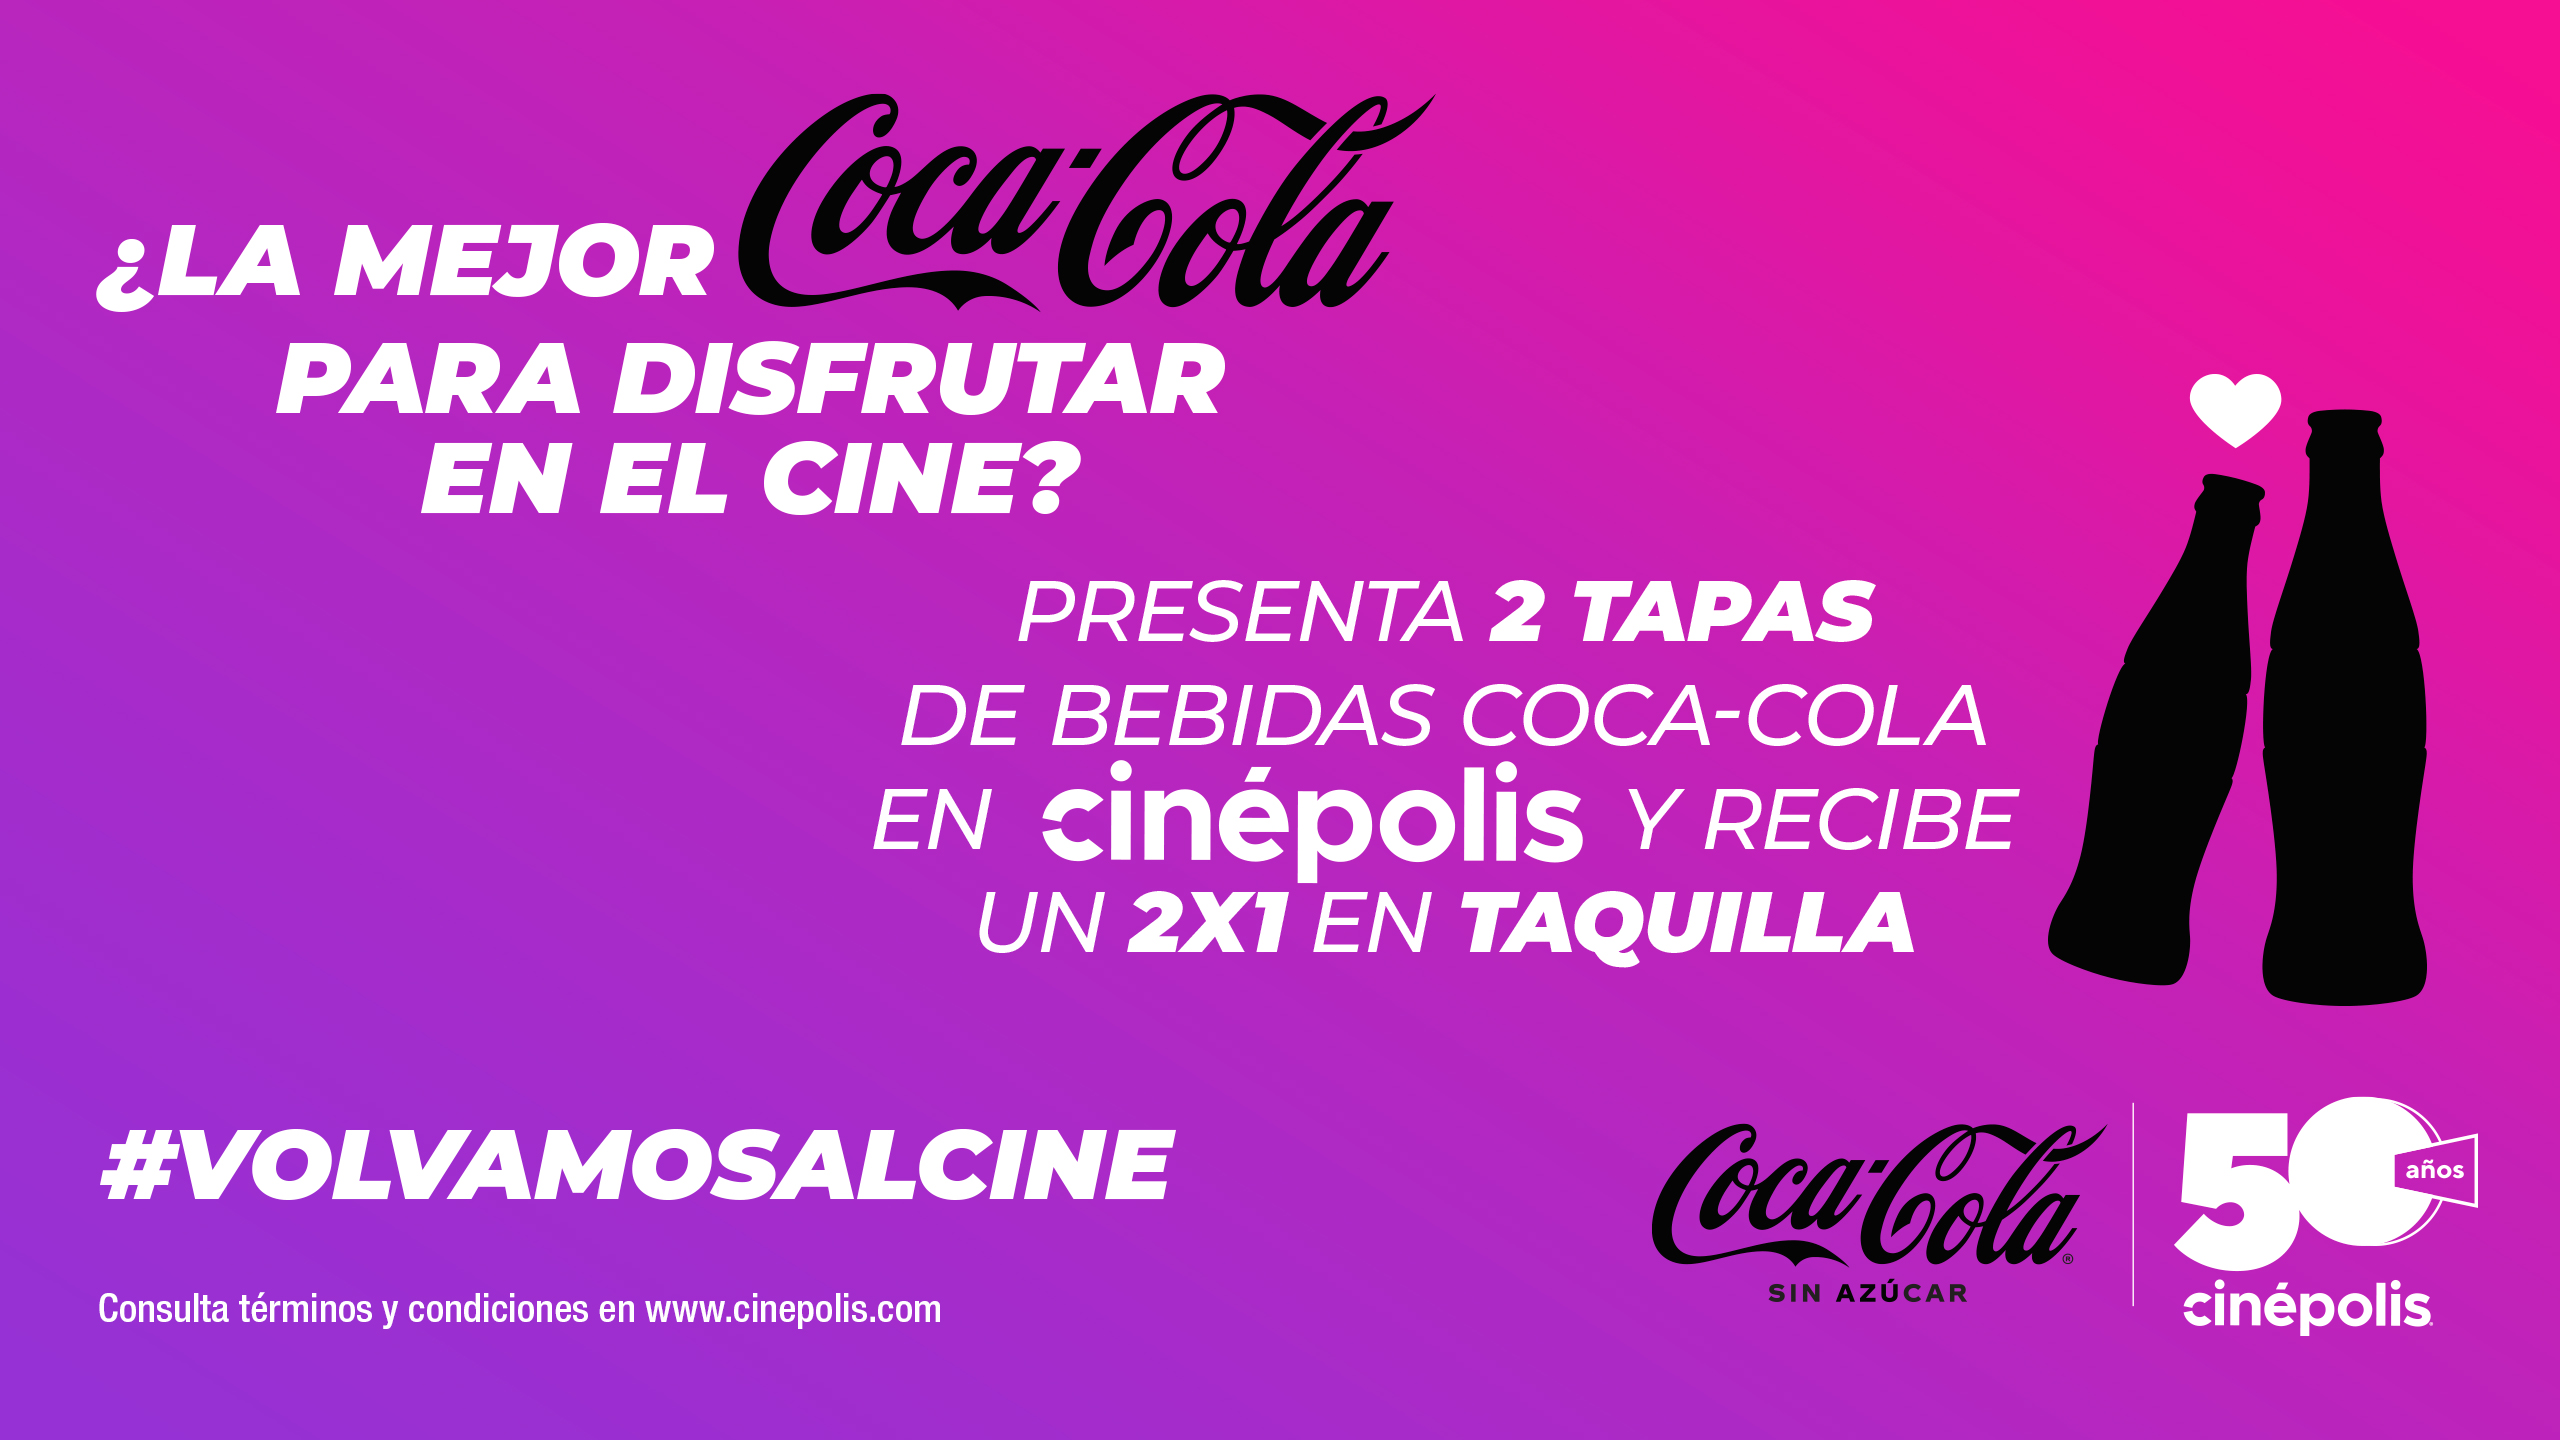 ¿LA MEJOR Coca-Cola
PARA DISFRUTAR
EN EL CINE?
PRESENTA 2 TAPAS
DE BEBIDAS COCA-COLA
EN cinépolis Y RECIBE
UN 2X1 EN TAQUILLA
#VOLVAMOSALCINE
Consulta términos y condiciones en www.cinepolis.com
Coca-Cola®
SIN AZÚCAR
50 años
cinépolis